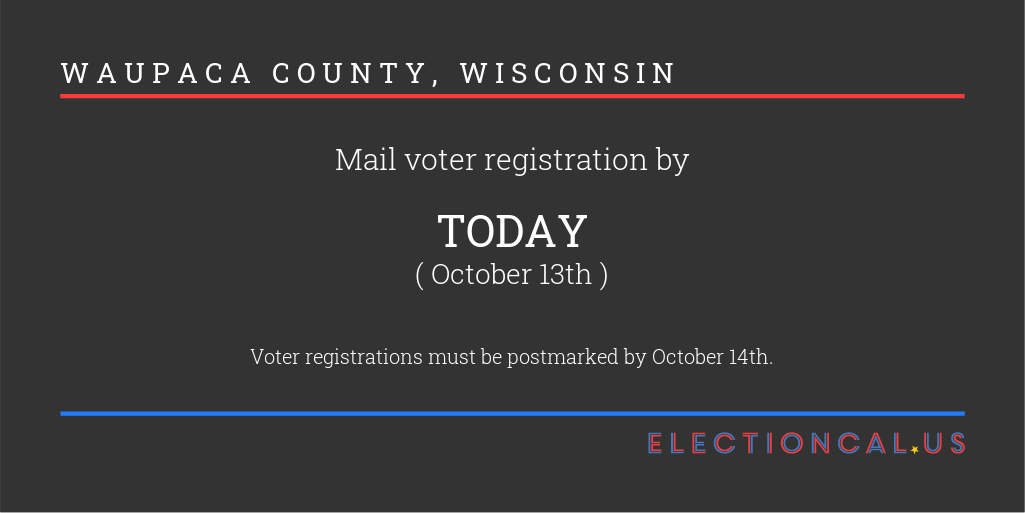 WAUPACA COUNTY, WISCONSIN
Mail voter registration by
TODAY
( October 13th )
Voter registrations must be postmarked by October 14th.
ELECTIONCAL.US